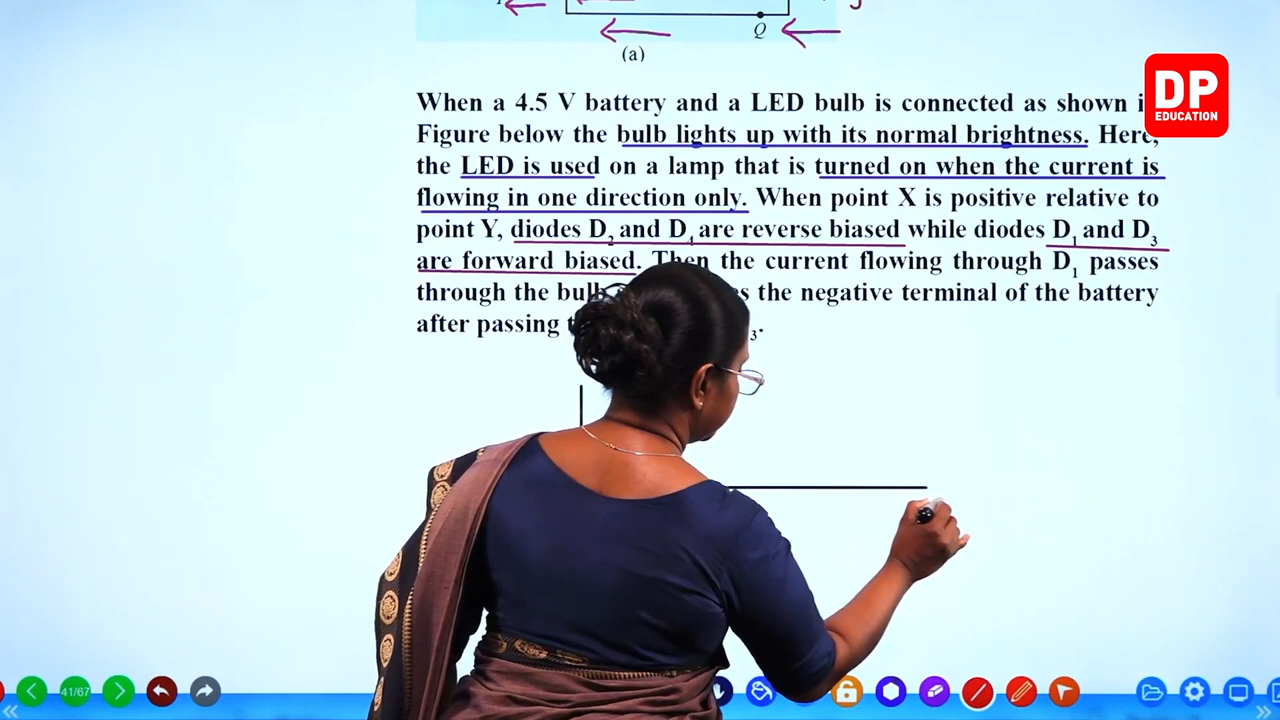 Q
(a)
DP
EDUCATION
When a 4.5 V battery and a LED bulb is connected as shown i
Figure below the bulb lights up with its normal brightness. Here,
the LED is used on a lamp that is turned on when the current is
flowing in one direction only. When point X is positive relative to
point Y, diodes D2 and D4 are reverse biased while diodes D1 and D3
are forward biased. Then the current flowing through D1 passes
through the bulb the negative terminal of the battery
after passing 3.
41/67